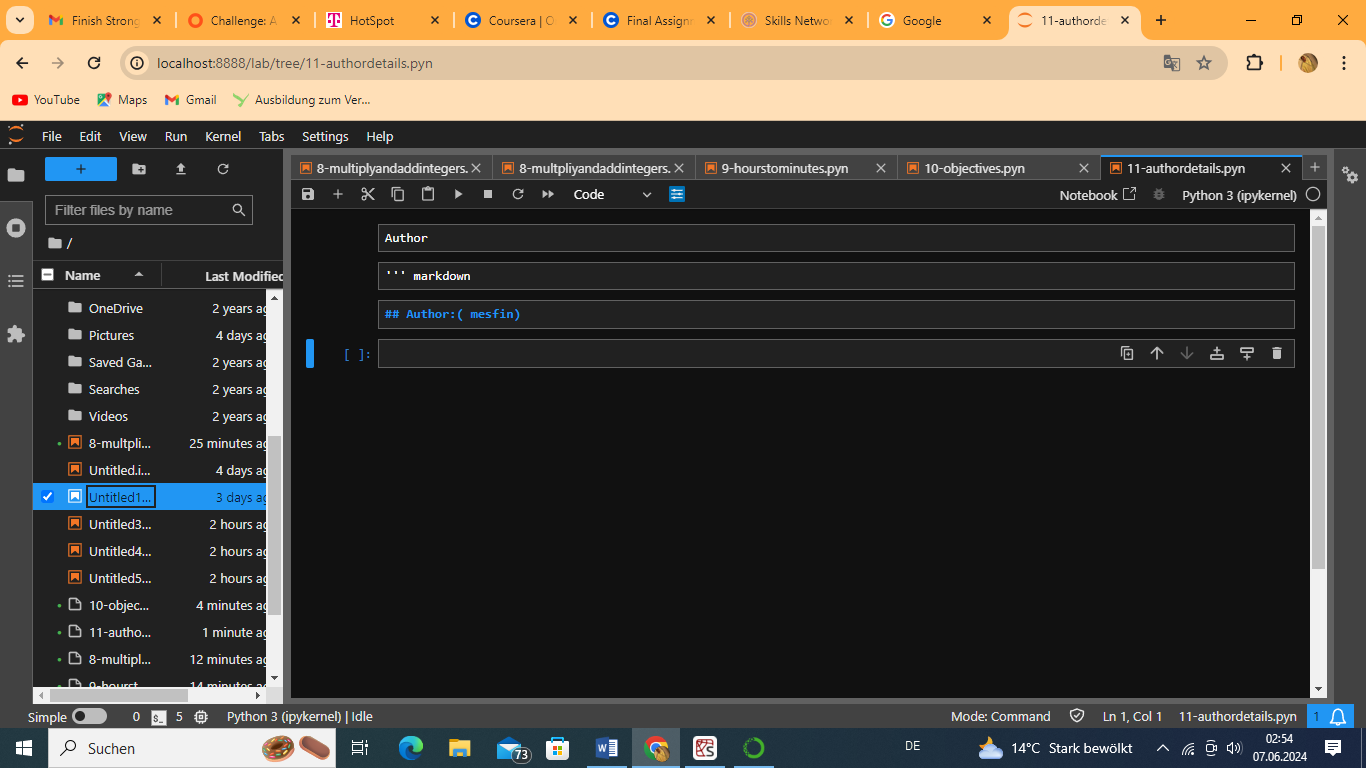 Finish Strong
Challenge: A
HotSpot
Coursera | O
Final Assignm
Skills Networ
Google
11-authorde
localhost:8888/lab/tree/11-authordetails.pyn
YouTube
Maps
Gmail
Ausbildung zum Ver...
File Edit View Run Kernel Tabs Settings Help
8-multiplyandaddintegers.
8-multpliyandaddintegers.
9-hourstominutes.pyn
10-objectives.pyn
11-authordetails.pyn
Code
Notebook
Python 3 (ipykernel)
Filter files by name
/
Name Last Modified
OneDrive 2 years ag
Pictures 4 days ag
Saved Ga... 2 years ag
Searches 2 years ag
Videos 2 years ag
8-multpli... 25 minutes ag
Untitled.i... 4 days ag
Untitled1... 3 days ag
Untitled3... 2 hours ag
Untitled4... 2 hours ag
Untitled5... 2 hours ag
10-objec... 4 minutes ag
11-autho... 1 minute ag
8-multipl... 12 minutes ag
9-hourst... 14 minutes ag
Author
''' markdown
## Author:( mesfin)
[ ]:
Simple 0 $_ 5 Python 3 (ipykernel) | Idle
Mode: Command Ln 1, Col 1 11-authordetails.pyn 1
Suchen
73
DE
14°C Stark bewölkt
02:54
07.06.2024